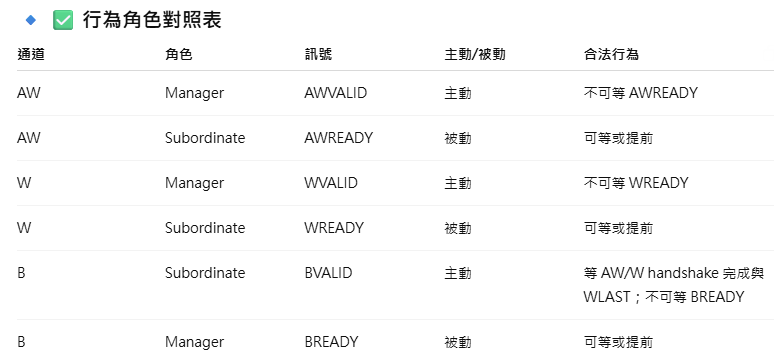 🔹 ✅ 行為角色對照表
通道 角色 訊號 主動/被動 合法行為
AW Manager AWVALID 主動 不可等 AWREADY
AW Subordinate AWREADY 被動 可等或提前
W Manager WVALID 主動 不可等 WREADY
W Subordinate WREADY 被動 可等或提前
B Subordinate BVALID 主動 等 AW/W handshake 完成與
WLAST；不可等 BREADY
B Manager BREADY 被動 可等或提前